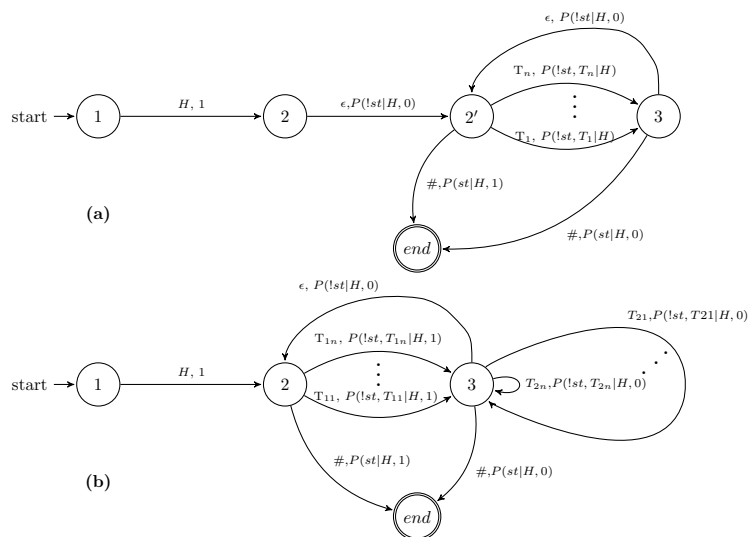 ϵ, P(!st|H, 0)
Tn, P(!st, Tn|H)
H, 1
ϵ,P(!st|H, 0)
start
1
2
2′
⋮
3
T1, P(!st, T1|H)
#,P(st|H, 1)
(a)
#,P(st|H, 0)
end
ϵ, P(!st|H, 0)
T21,P(!st, T21|H, 0)
T1n, P(!st, T1n|H, 1)
H, 1
start
1
2
⋮
3
T2n,P(!st, T2n|H, 0)
T11, P(!st, T11|H, 1)
#,P(st|H, 1)
#,P(st|H, 0)
(b)
end